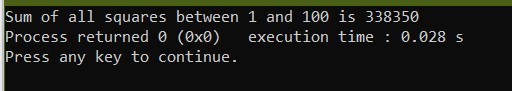 Sum of all squares between 1 and 100 is 338350
Process returned 0 (0x0)   execution time : 0.028 s
Press any key to continue.